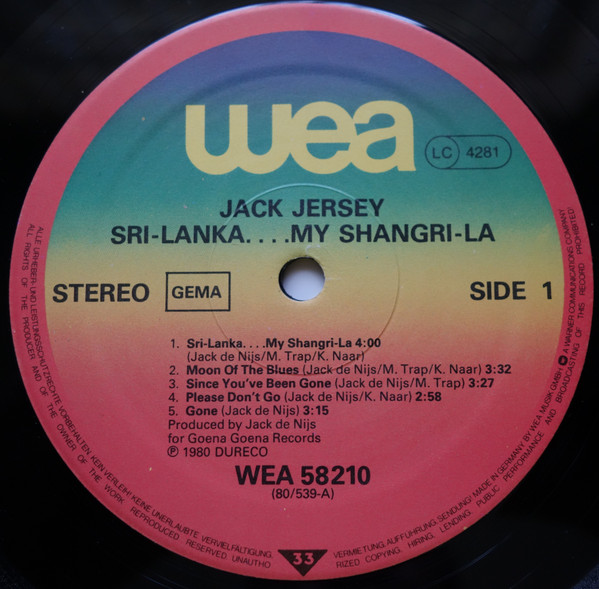 wea
LC 4281
JACK JERSEY
SRI-LANKA....MY SHANGRI-LA
STEREO GEMA SIDE 1
1. Sri-Lanka....My Shangri-La 4:00
(Jack de Nijs/M. Trap/K. Naar)
2. Moon Of The Blues (Jack de Nijs/M. Trap/K. Naar) 3:32
3. Since You've Been Gone (Jack de Nijs/M. Trap) 3:27
4. Please Don't Go (Jack de Nijs/K. Naar) 2:58
5. Gone (Jack de Nijs) 3:15
Produced by Jack de Nijs
for Goena Goena Records
℗ 1980 DURECO
WEA 58210
(80/539-A)
33
ALLE URHEBER- UND LEISTUNGSSCHUTZRECHTE VORBEHALTEN. KEIN VERLEIH! KEINE UNERLAUBTE VERVIELFÄLTIGUNG, VERMIETUNG, AUFFÜHRUNG, SENDUNG! MADE IN GERMANY BY WEA MUSIK GMBH A WARNER COMMUNICATIONS COMPANY
ALL RIGHTS OF THE PRODUCER AND OF THE OWNER OF THE WORK REPRODUCED RESERVED. UNAUTHORIZED COPYING, HIRING, LENDING, PUBLIC PERFORMANCE AND BROADCASTING OF THIS RECORD PROHIBITED